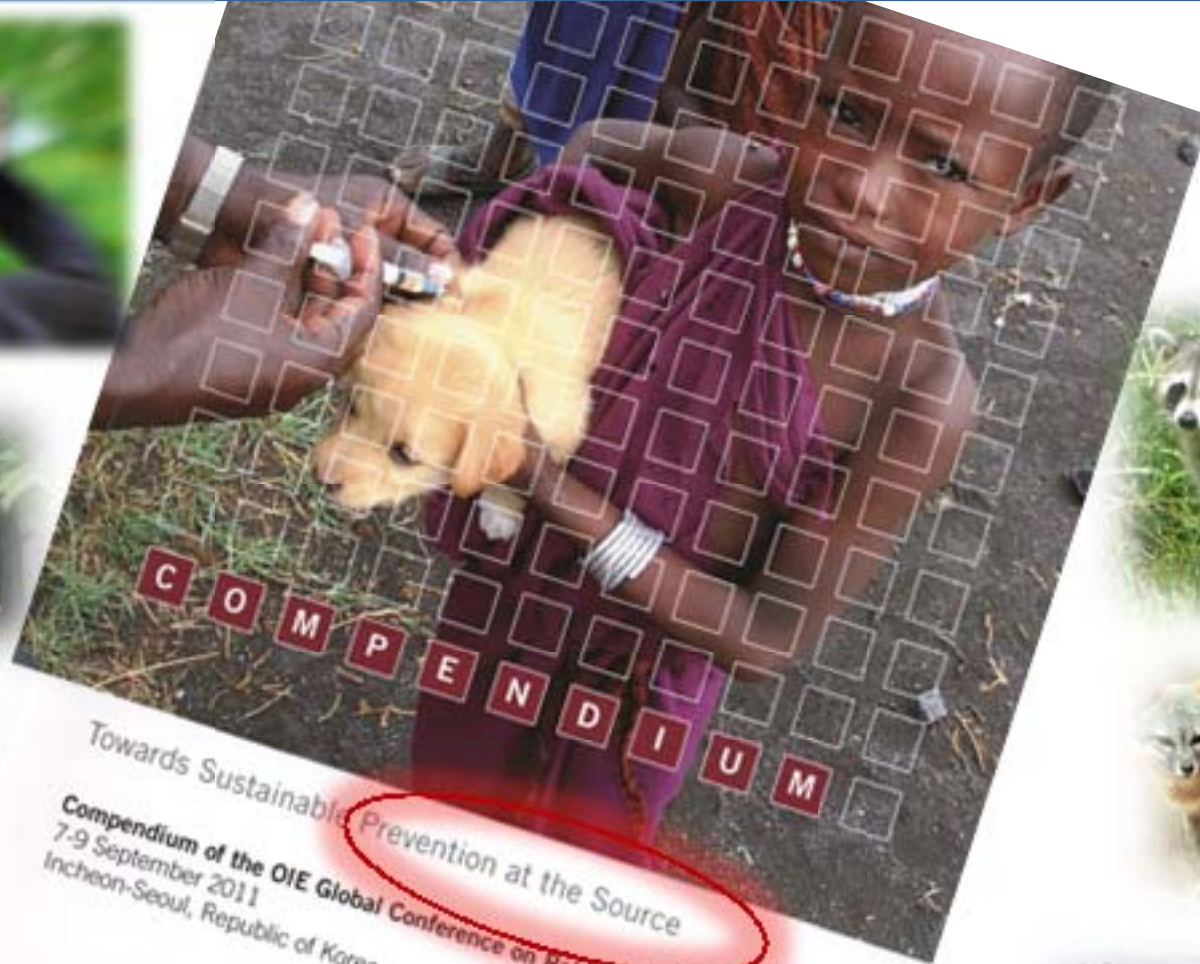 COMPENDIUM
Towards Sustainable Prevention at the Source
Compendium of the OIE Global Conference on
7-9 September 2011
Incheon-Seoul, Republic of Korea